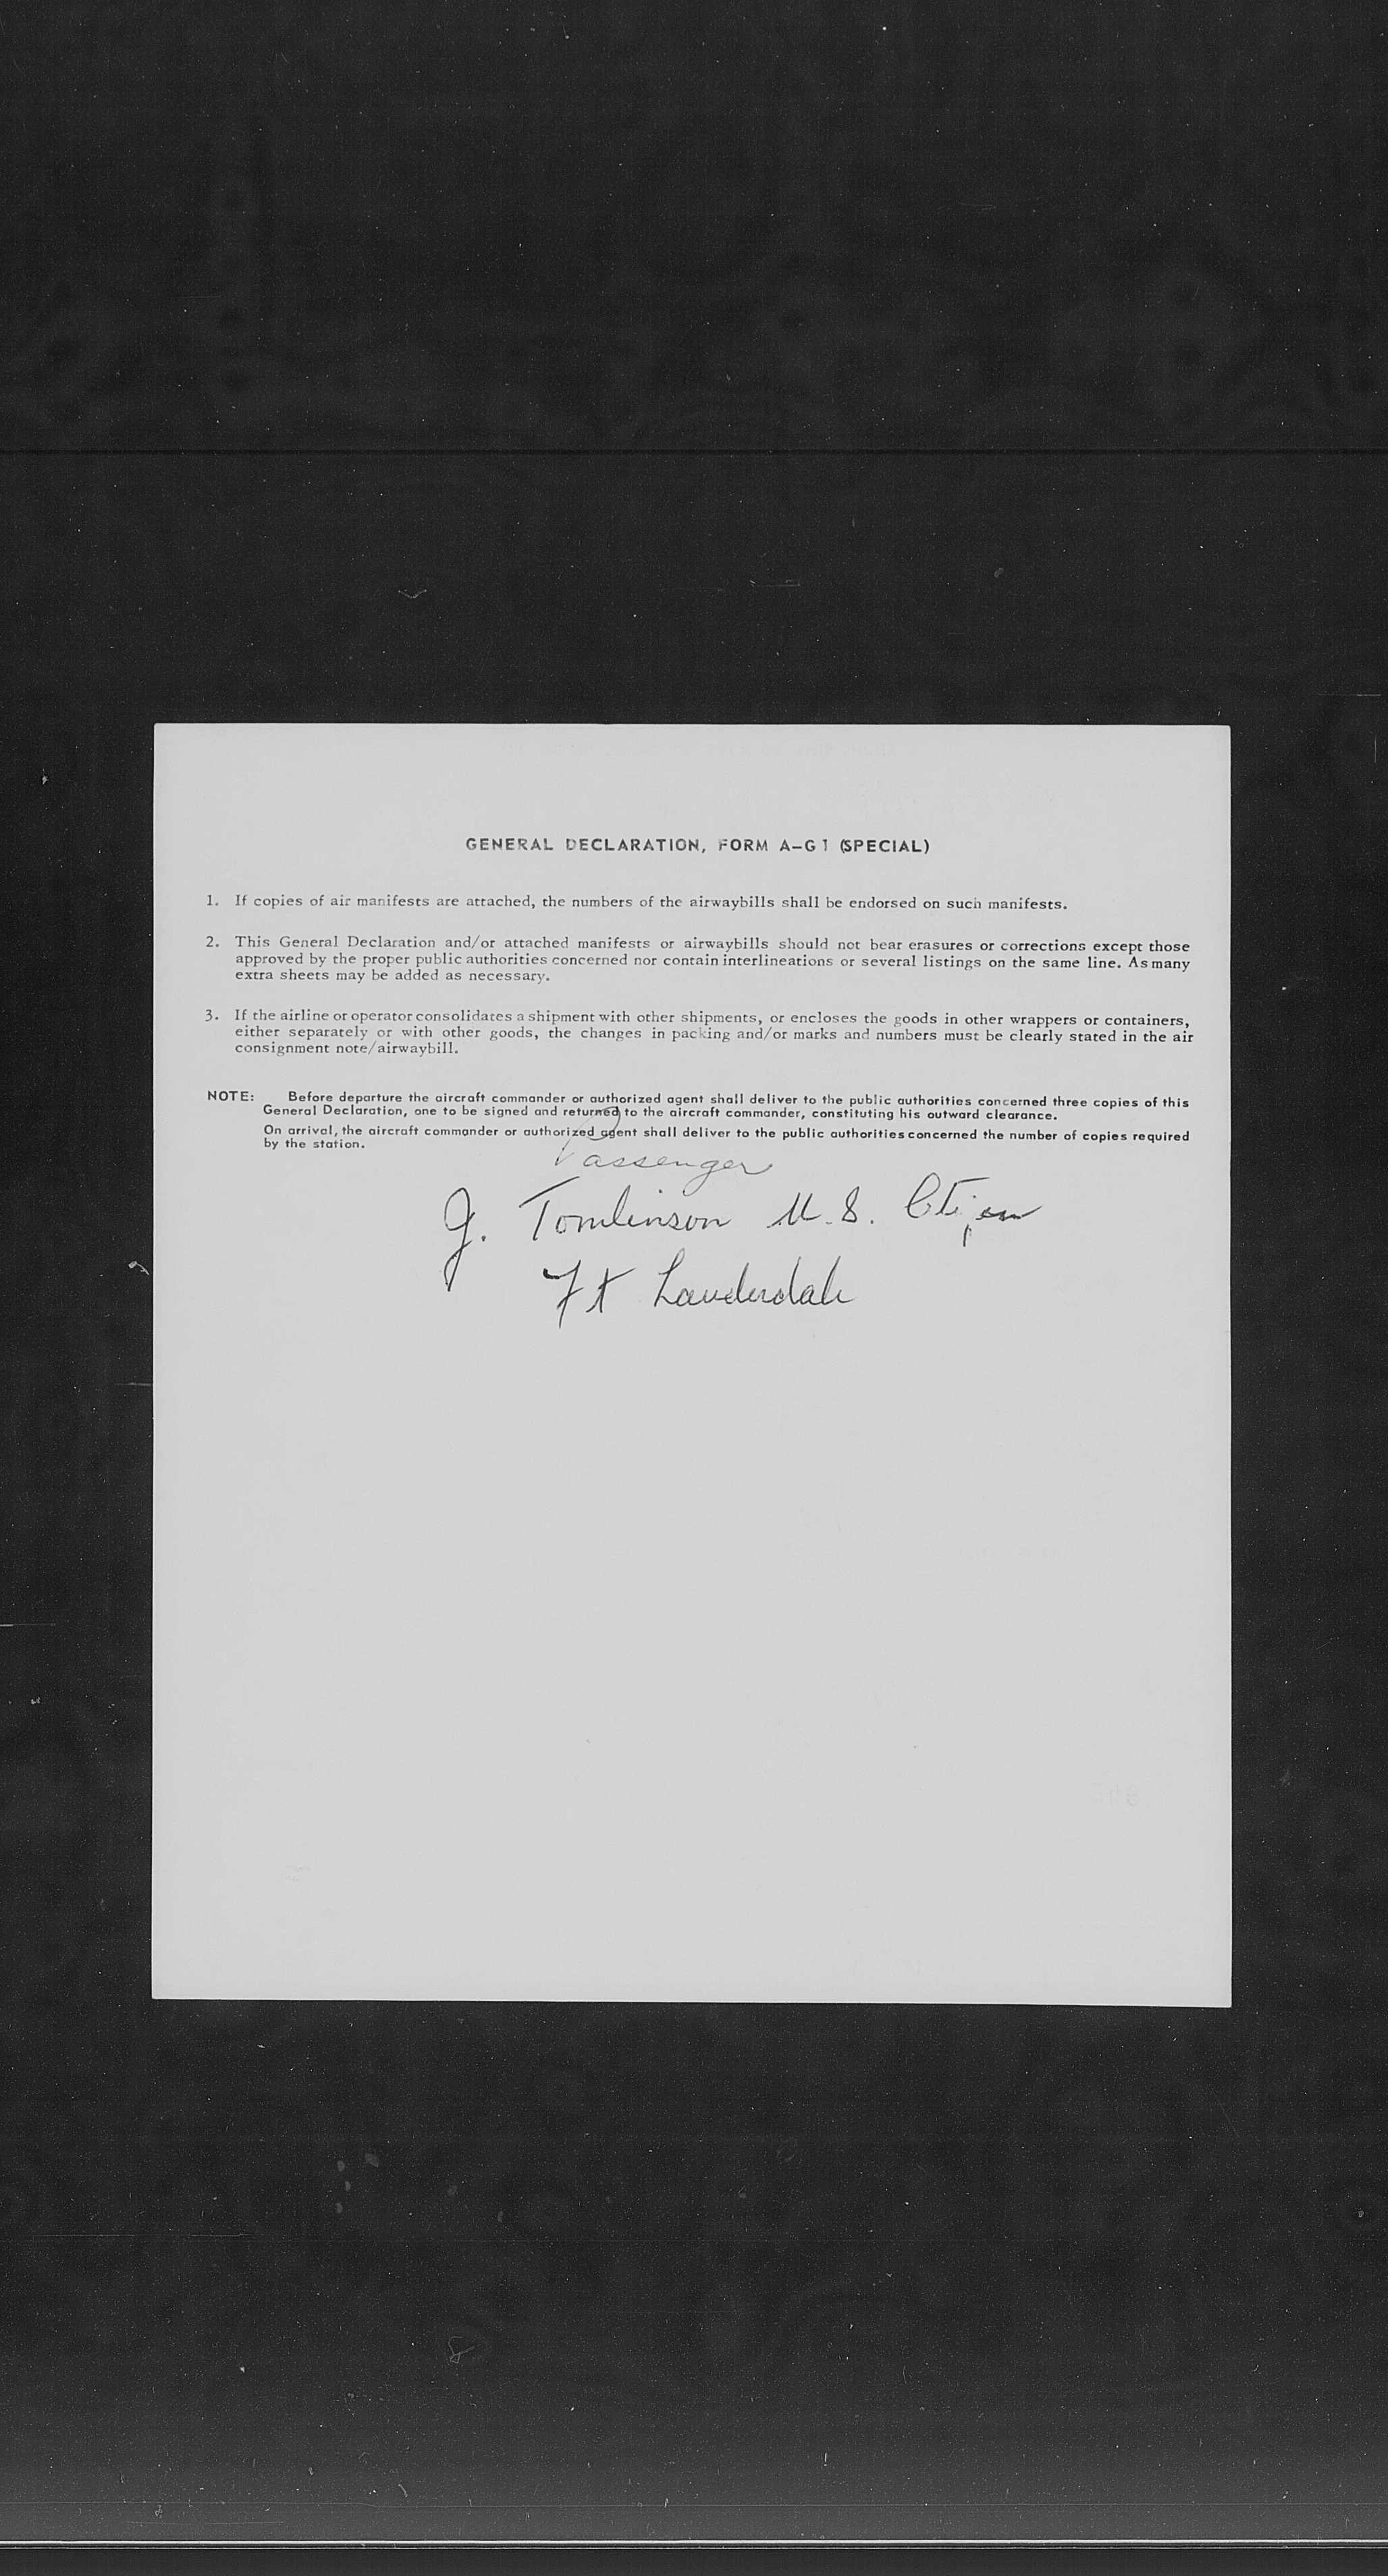 GENERAL DECLARATION, FORM A-G1 (SPECIAL)
1. If copies of air manifests are attached, the numbers of the airwaybills shall be endorsed on such manifests.
2. This General Declaration and/or attached manifests or airwaybills should not bear erasures or corrections except those
approved by the proper public authorities concerned nor contain interlineations or several listings on the same line. As many
extra sheets may be added as necessary.
3. If the airline or operator consolidates a shipment with other shipments, or encloses the goods in other wrappers or containers,
either separately or with other goods, the changes in packing and/or marks and numbers must be clearly stated in the air
consignment note/airwaybill.
NOTE: Before departure the aircraft commander or authorized agent shall deliver to the public authorities concerned three copies of this
General Declaration, one to be signed and returned to the aircraft commander, constituting his outward clearance.
On arrival, the aircraft commander or authorized agent shall deliver to the public authorities concerned the number of copies required
by the station.
Passenger
J. Tomlinson U.S. Citizen
Ft Lauderdale